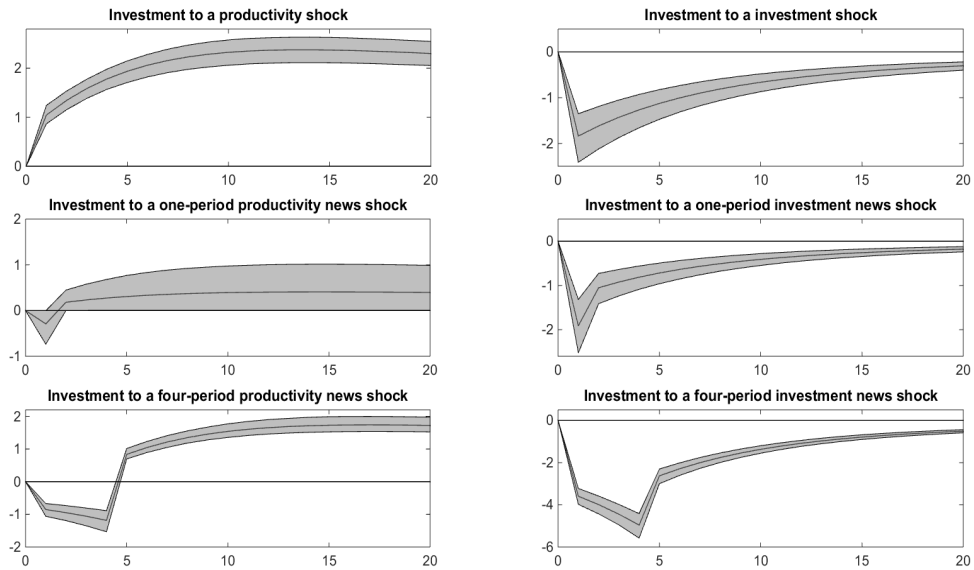 Investment to a productivity shock
2
1
0
0 5 10 15 20
Investment to a investment shock
0
-1
-2
0 5 10 15 20
Investment to a one-period productivity news shock
2
1
0
-1
0 5 10 15 20
Investment to a one-period investment news shock
0
-1
-2
0 5 10 15 20
Investment to a four-period productivity news shock
2
1
0
-1
-2
0 5 10 15 20
Investment to a four-period investment news shock
0
-2
-4
-6
0 5 10 15 20